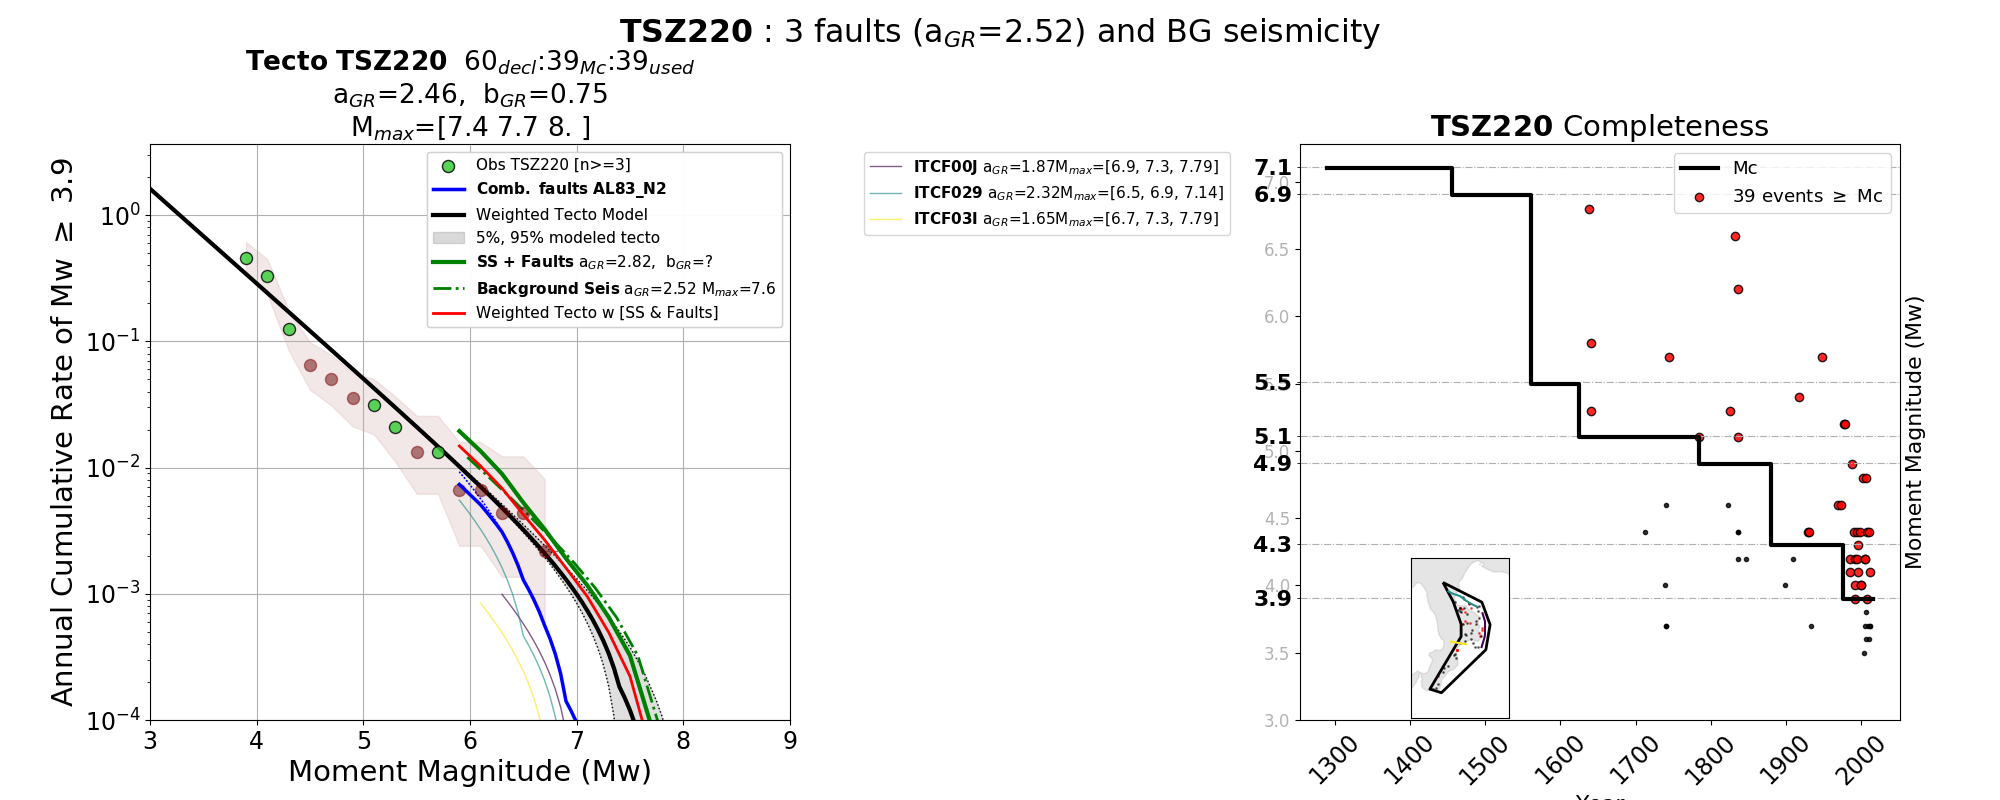 TSZ220 : 3 faults (aGR=2.52) and BG seismicity
Tecto TSZ220 60decl:39Mc:39used
aGR=2.46, bGR=0.75
Mmax=[7.4 7.7 8. ]
Annual Cumulative Rate of Mw ≥ 3.9
10^0
10^−1
10^−2
10^−3
10^−4
Obs TSZ220 [n>=3]
Comb. faults AL83_N2
Weighted Tecto Model
5%, 95% modeled tecto
SS + Faults aGR=2.82, bGR=?
Background Seis aGR=2.52 Mmax=7.6
Weighted Tecto w [SS & Faults]
3 4 5 6 7 8 9
Moment Magnitude (Mw)
ITCF00J aGR=1.87Mmax=[6.9, 7.3, 7.79]
ITCF029 aGR=2.32Mmax=[6.5, 6.9, 7.14]
ITCF03I aGR=1.65Mmax=[6.7, 7.3, 7.79]
TSZ220 Completeness
Mc
39 events ≥ Mc
7.1
7.0
6.9
6.5
6.0
5.5
5.5
5.1
5.0
4.9
4.5
4.3
4.0
3.9
3.5
3.0
1300 1400 1500 1600 1700 1800 1900 2000
Year
Moment Magnitude (Mw)